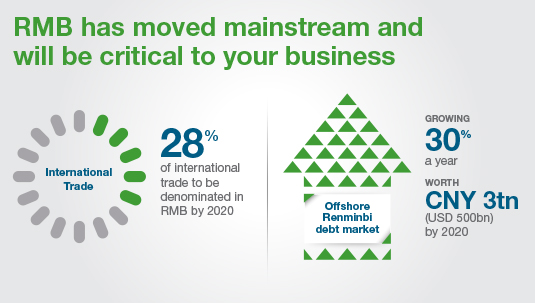 RMB has moved mainstream and
will be critical to your business
International
Trade
28%
of international
trade to be
denominated in
RMB by 2020
Offshore
Renminbi
debt market
GROWING
30%
a year
WORTH
CNY 3tn
(USD 500bn)
by 2020